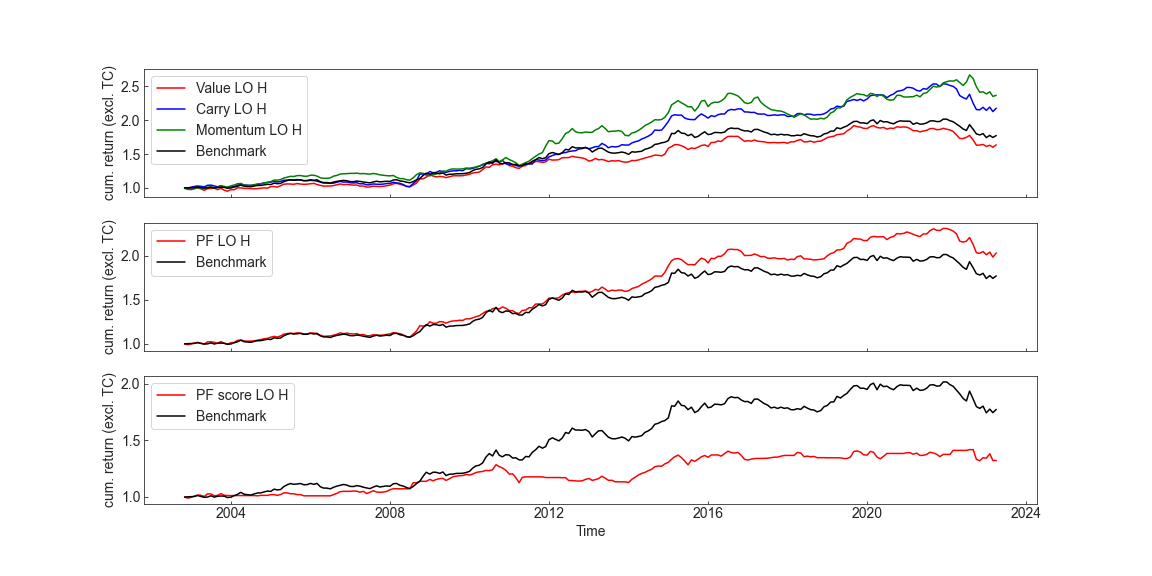 cum. return (excl. TC)
2.5
2.0
1.5
1.0
Value LO H
Carry LO H
Momentum LO H
Benchmark
cum. return (excl. TC)
2.0
1.5
1.0
PF LO H
Benchmark
cum. return (excl. TC)
2.0
1.5
1.0
PF score LO H
Benchmark
2004 2008 2012 2016 2020 2024
Time